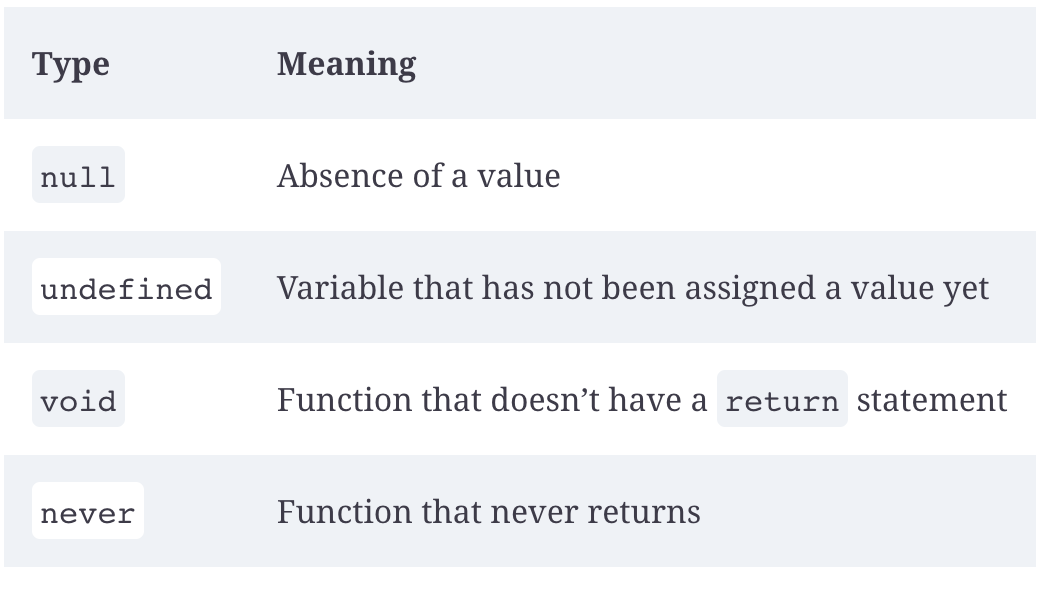 Type Meaning
null Absence of a value
undefined Variable that has not been assigned a value yet
void Function that doesn’t have a return statement
never Function that never returns